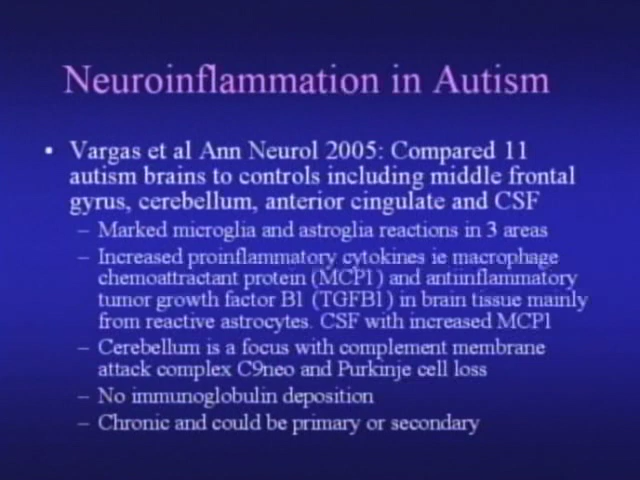 Neuroinflammation in Autism
• Vargas et al Ann Neurol 2005: Compared 11
autism brains to controls including middle frontal
gyrus, cerebellum, anterior cingulate and CSF
– Marked microglia and astroglia reactions in 3 areas
– Increased proinflammatory cytokines ie macrophage
chemoattractant protein (MCP1) and antiinflammatory
tumor growth factor B1 (TGFB1) in brain tissue mainly
from reactive astrocytes. CSF with increased MCP1
– Cerebellum is a focus with complement membrane
attack complex C9neo and Purkinje cell loss
– No immunoglobulin deposition
– Chronic and could be primary or secondary